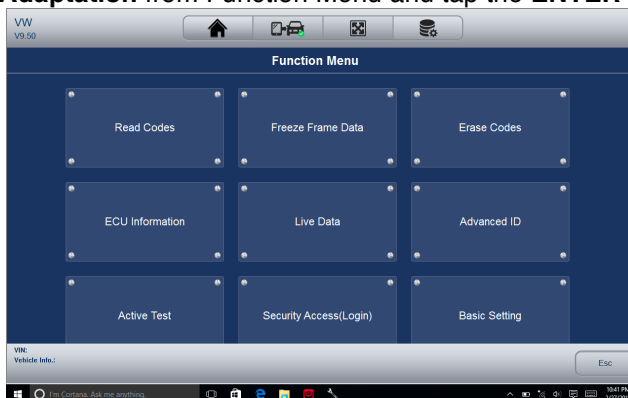 Adaptation from Function Menu and tap the ENTER
VW
V9.50
Function Menu
Read Codes
Freeze Frame Data
Erase Codes
ECU Information
Live Data
Advanced ID
Active Test
Security Access(Login)
Basic Setting
VIN:
Vehicle Info.:
Esc
I'm Cortana. Ask me anything.
10:41 PM